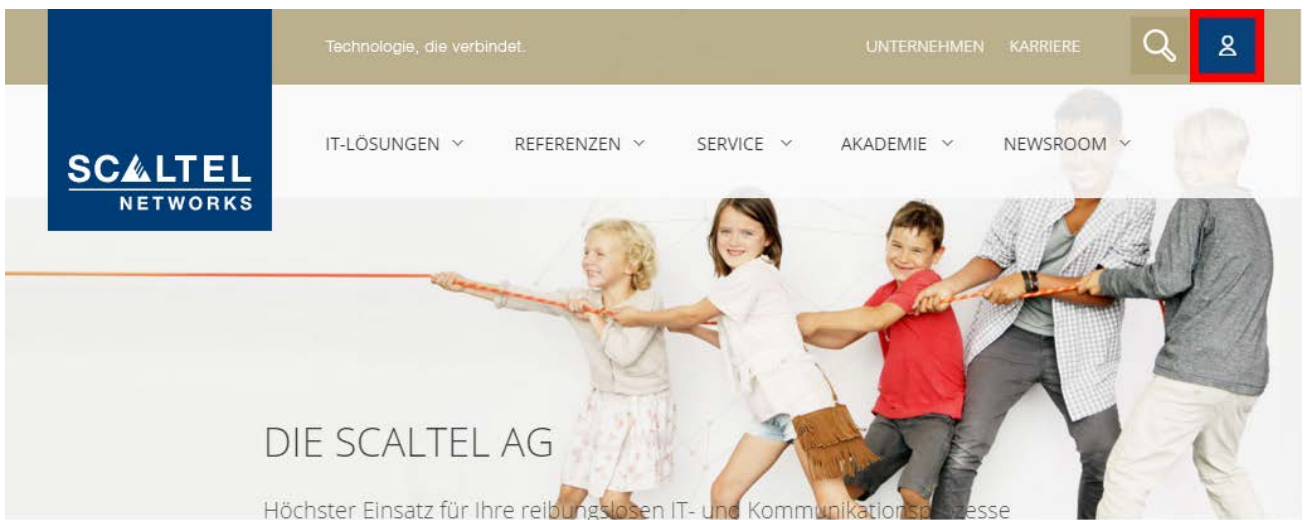 Technologie, die verbindet.
UNTERNEHMEN KARRIERE
SCALTEL
NETWORKS
IT-LÖSUNGEN REFERENZEN SERVICE AKADEMIE NEWSROOM
DIE SCALTEL AG
Höchster Einsatz für Ihre reibungslosen IT- und Kommunikationsprozesse